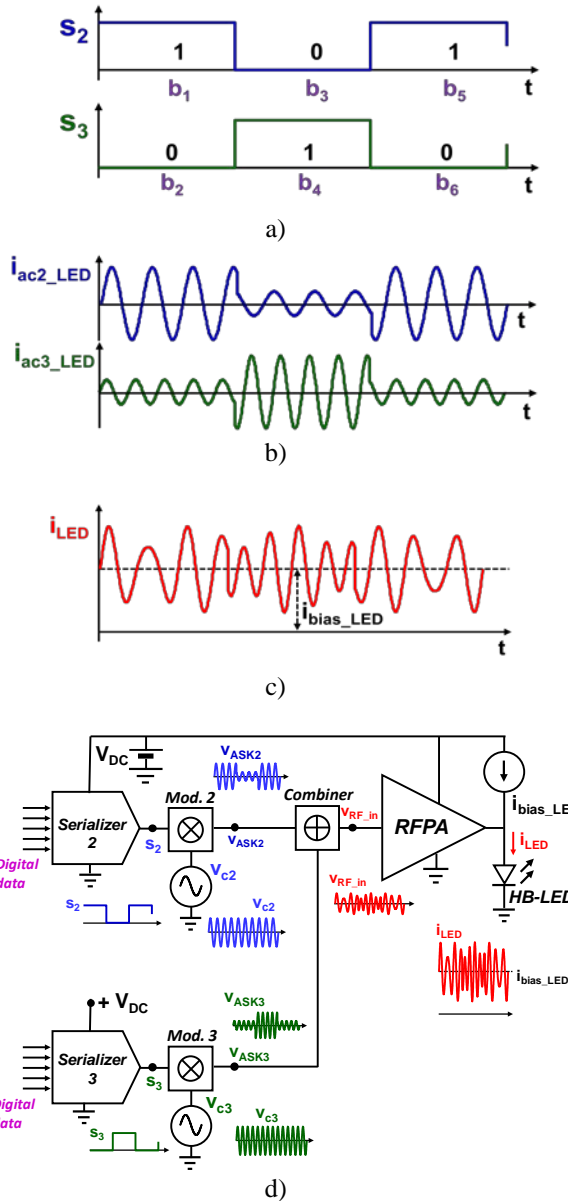 s2
1 0 1
b1 b3 b5 t
s3
0 1 0
b2 b4 b6 t
a)
iac2_LED
t
iac3_LED
t
b)
iLED
ibias_LED
t
c)
VDC
vASK2
Serializer 2
Mod. 2
Combiner
RFPA
ibias_LE
Digital data
s2
vASK2
vRF_in
iLED
vc2
HB-LED
s2
vc2
vRF_in
iLED
ibias_LED
+ VDC
vASK3
Serializer 3
Mod. 3
Digital data
s3
vASK3
vc3
s3
vc3
d)